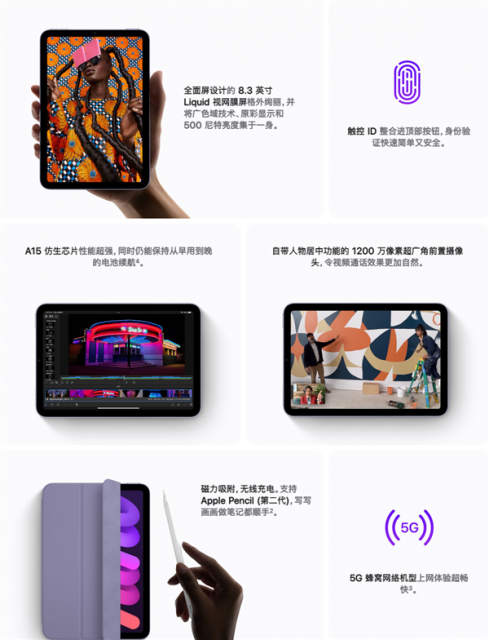 全面屏设计的 8.3 英寸
Liquid 视网膜屏格外绚丽，并
将广色域技术、原彩显示和
500 尼特亮度集于一身。
触控 ID 整合进顶部按钮，身份验
证快速简单又安全。
A15 仿生芯片性能超强，同时仍能保持从早用到晚
的电池续航⁴。
自带人物居中功能的 1200 万像素超广角前置摄像
头，令视频通话效果更加自然。
磁力吸附，无线充电。支持
Apple Pencil (第二代)，写写
画画做笔记都顺手²。
5G
5G 蜂窝网络机型上网体验超畅
快³。